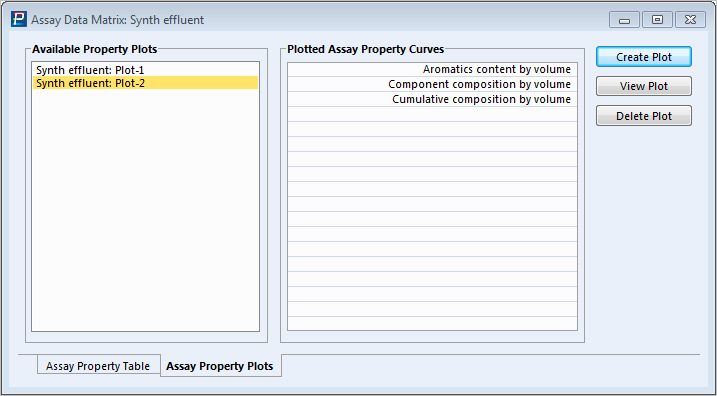 Assay Data Matrix: Synth effluent
Available Property Plots
Synth effluent: Plot-1
Synth effluent: Plot-2
Plotted Assay Property Curves
Aromatics content by volume
Component composition by volume
Cumulative composition by volume
Create Plot
View Plot
Delete Plot
Assay Property Table
Assay Property Plots